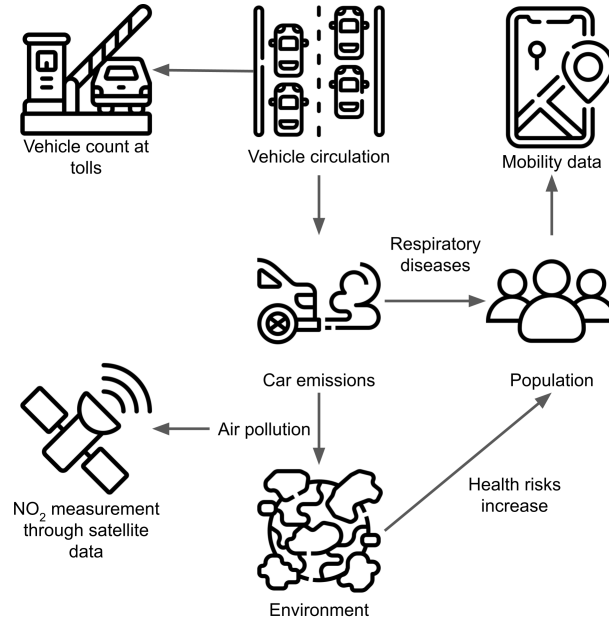 Vehicle count at
tolls
Vehicle circulation
Mobility data
Respiratory
diseases
Car emissions
Population
Air pollution
NO₂ measurement
through satellite
data
Health risks
increase
Environment